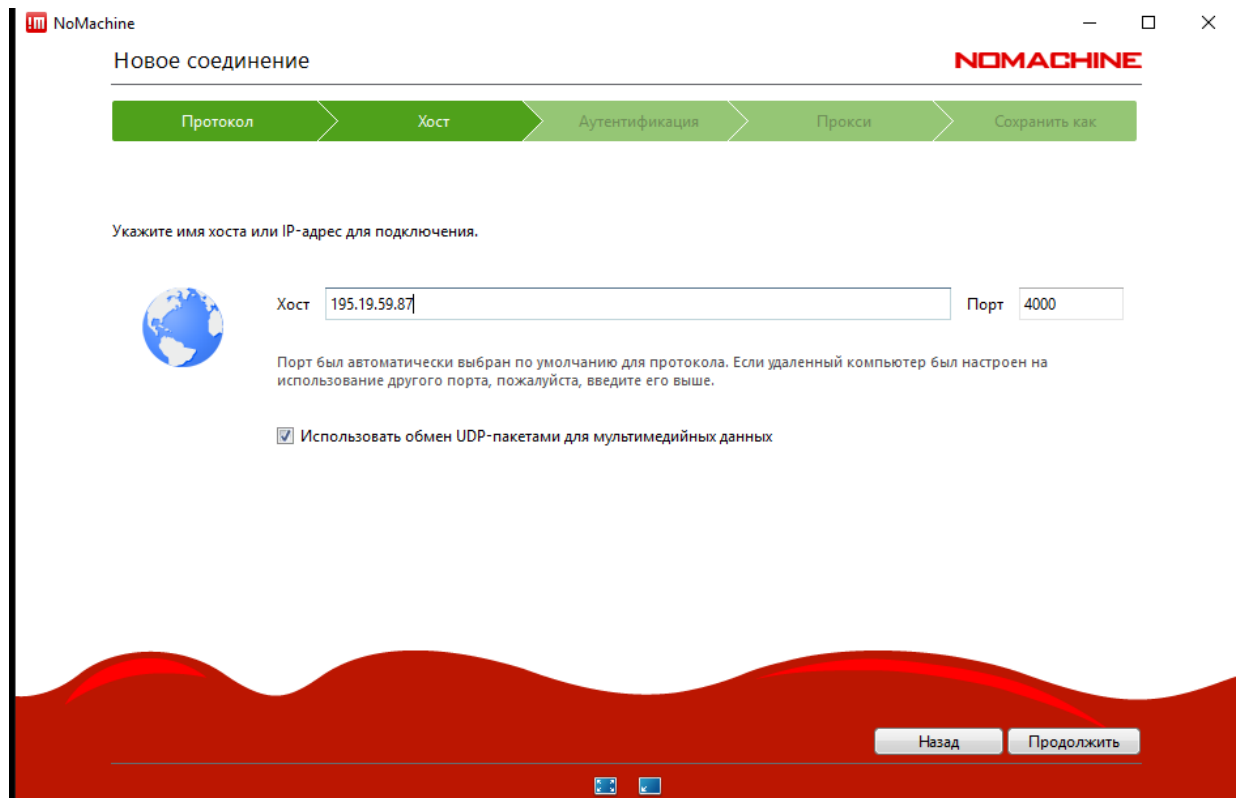 NoMachine
Новое соединение
NOMACHINE
Протокол
Хост
Аутентификация
Прокси
Сохранить как
Укажите имя хоста или IP-адрес для подключения.
Хост 195.19.59.87 Порт 4000
Порт был автоматически выбран по умолчанию для протокола. Если удаленный компьютер был настроен на
использование другого порта, пожалуйста, введите его выше.
Использовать обмен UDP-пакетами для мультимедийных данных
Назад
Продолжить